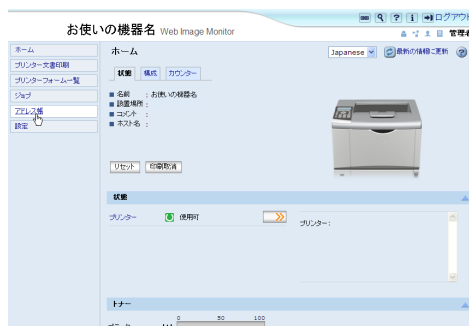 ログアウト
お使いの機器名 Web Image Monitor
管理者
ホーム
プリンター文書印刷
プリンターフォーム一覧
ジョブ
アドレス帳
設定
ホーム
Japanese
最新の情報に更新
状態 構成 カウンター
名前 : お使いの機器名
設置場所 :
コメント :
ホスト名 :
リセット 印刷取消
状態
プリンター 使用可
プリンター :
トナー
0 50 100